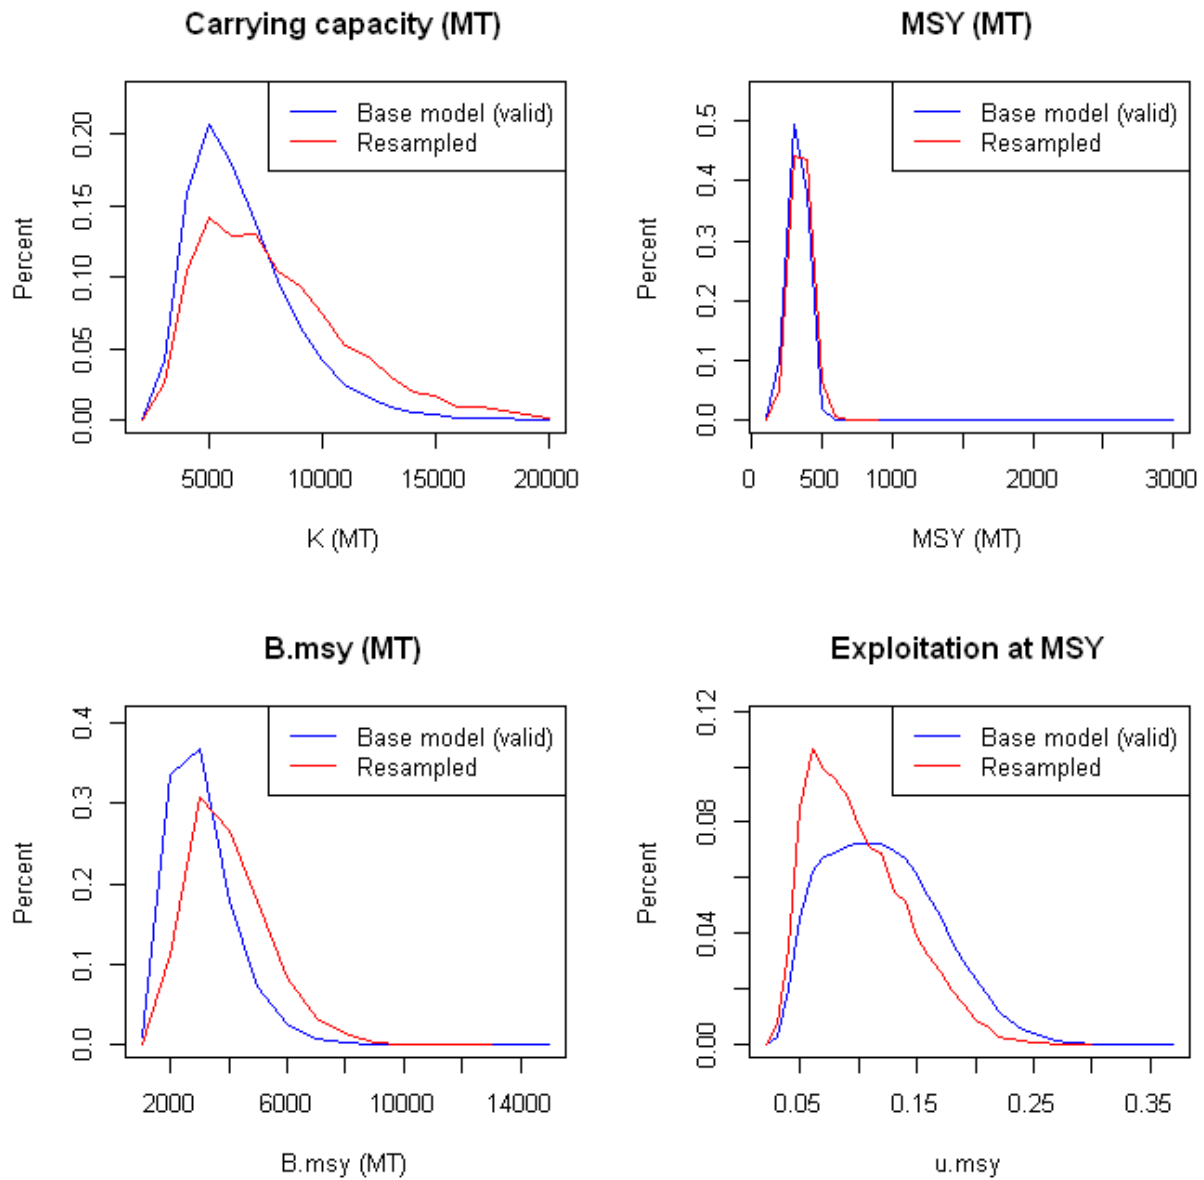 Carrying capacity (MT)
Base model (valid)
Resampled
Percent
0.00 0.05 0.10 0.15 0.20
5000 10000 15000 20000
K (MT)
MSY (MT)
Base model (valid)
Resampled
Percent
0.0 0.1 0.2 0.3 0.4 0.5
0 500 1000 2000 3000
MSY (MT)
B.msy (MT)
Base model (valid)
Resampled
Percent
0.0 0.1 0.2 0.3 0.4
2000 6000 10000 14000
B.msy (MT)
Exploitation at MSY
Base model (valid)
Resampled
Percent
0.00 0.04 0.08 0.12
0.05 0.15 0.25 0.35
u.msy